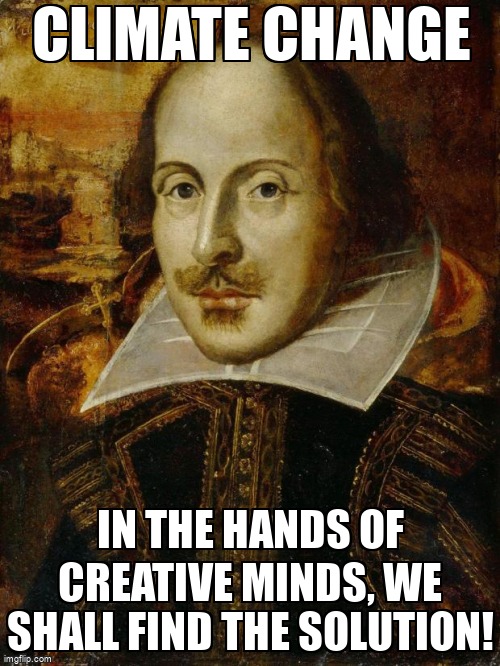 CLIMATE CHANGE
IN THE HANDS OF
CREATIVE MINDS, WE
SHALL FIND THE SOLUTION!
imgflip.com